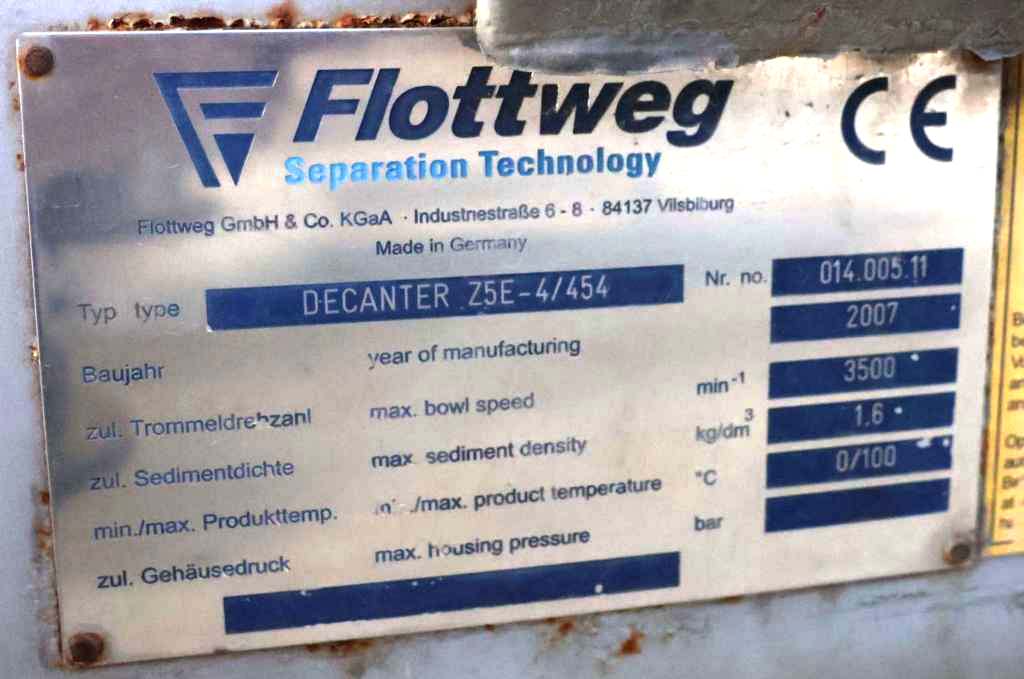 Flottweg
Separation Technology
CE
Flottweg GmbH & Co. KGaA · Industriestraße 6 - 8 · 84137 Vilsbiburg
Made in Germany
Typ type DECANTER Z5E-4/454 Nr. no. 014.005.11
Baujahr year of manufacturing 2007
zul. Trommeldrehzahl max. bowl speed min-1 3500
zul. Sedimentdichte max. sediment density kg/dm3 1.6
min./max. Produkttemp. min./max. product temperature °C 0/100
zul. Gehäusedruck max. housing pressure bar